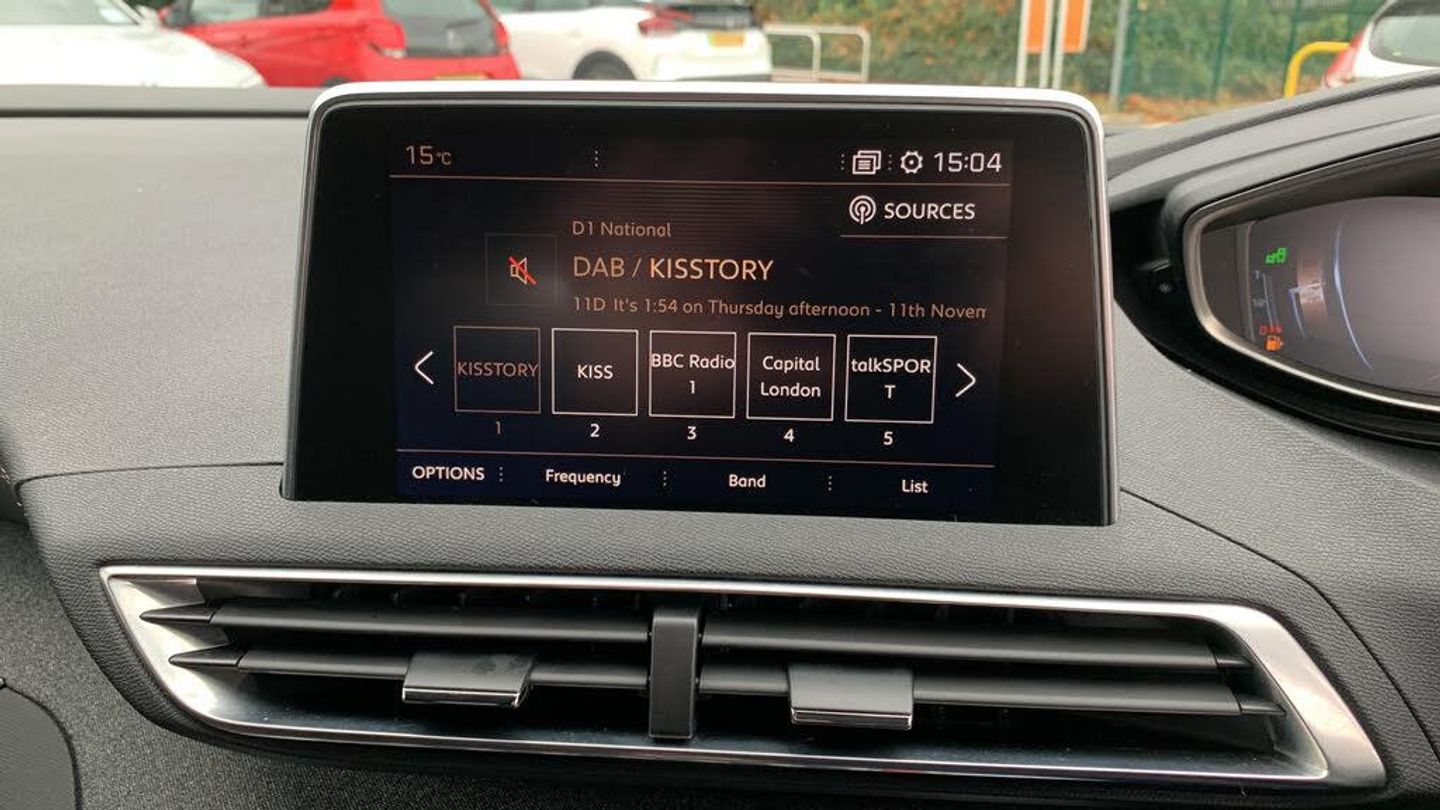 15°C
15:04
SOURCES
D1 National
DAB / KISSTORY
11D It's 1:54 on Thursday afternoon - 11th Novem
KISSTORY
KISS
BBC Radio
1
Capital
London
talkSPOR
T
1
2
3
4
5
OPTIONS
Frequency
Band
List